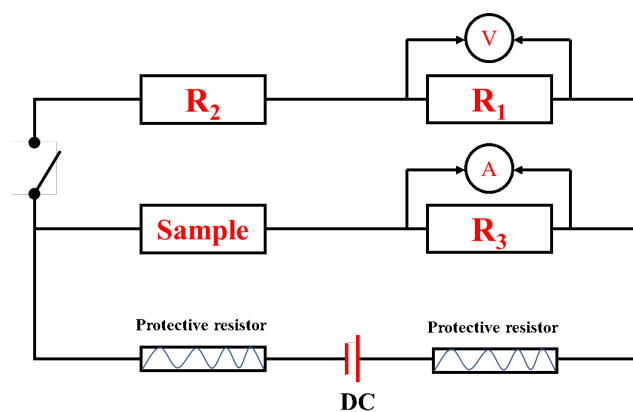 V
R₂
R₁
A
Sample
R₃
Protective resistor
Protective resistor
DC